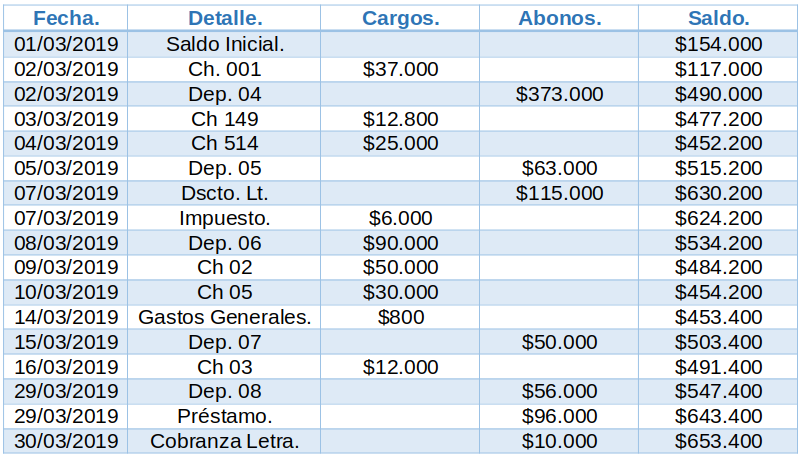 Fecha. Detalle. Cargos. Abonos. Saldo.
01/03/2019 Saldo Inicial. $154.000
02/03/2019 Ch. 001 $37.000 $117.000
02/03/2019 Dep. 04 $373.000 $490.000
03/03/2019 Ch 149 $12.800 $477.200
04/03/2019 Ch 514 $25.000 $452.200
05/03/2019 Dep. 05 $63.000 $515.200
07/03/2019 Dscto. Lt. $115.000 $630.200
07/03/2019 Impuesto. $6.000 $624.200
08/03/2019 Dep. 06 $90.000 $534.200
09/03/2019 Ch 02 $50.000 $484.200
10/03/2019 Ch 05 $30.000 $454.200
14/03/2019 Gastos Generales. $800 $453.400
15/03/2019 Dep. 07 $50.000 $503.400
16/03/2019 Ch 03 $12.000 $491.400
29/03/2019 Dep. 08 $56.000 $547.400
29/03/2019 Préstamo. $96.000 $643.400
30/03/2019 Cobranza Letra. $10.000 $653.400